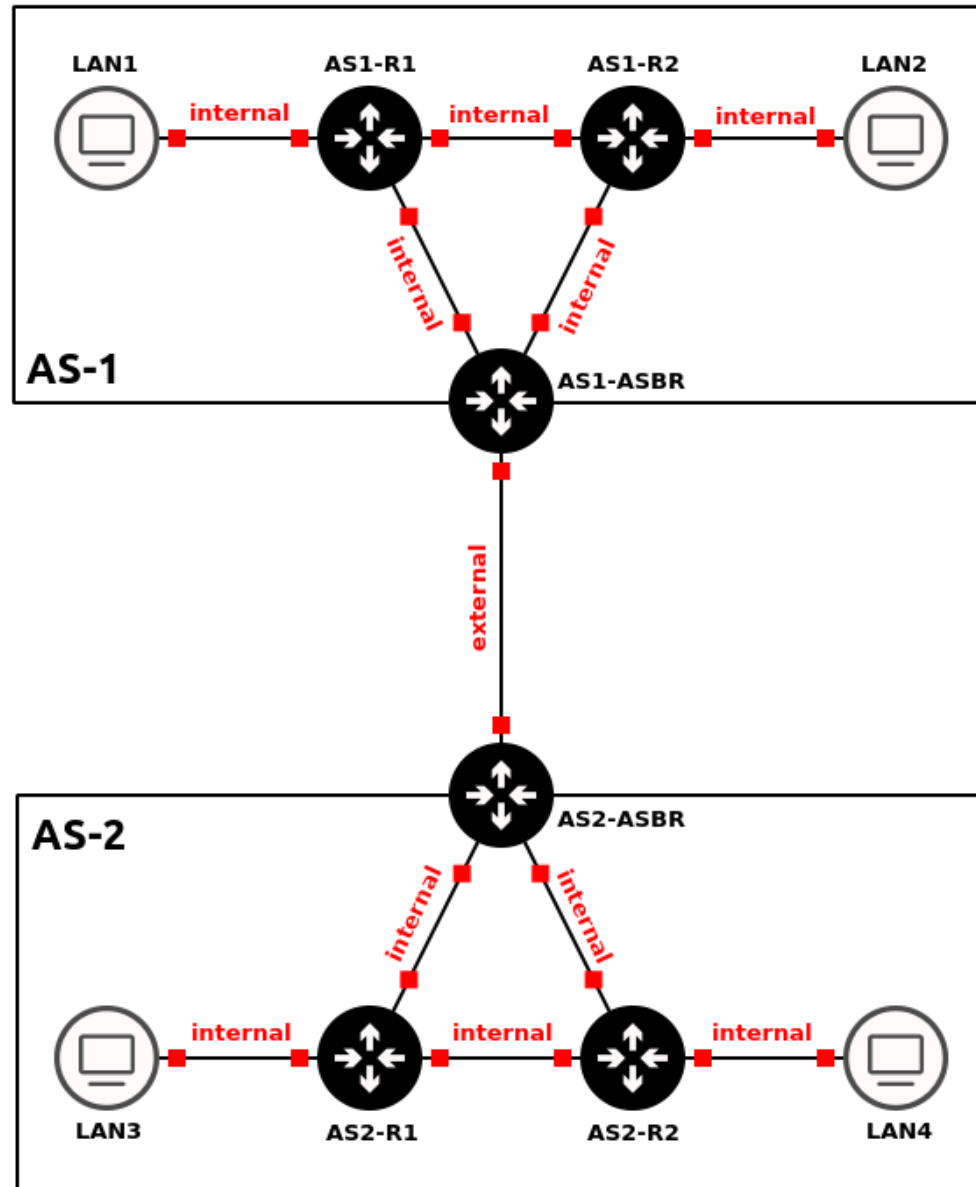 LAN1
AS1-R1
AS1-R2
LAN2
internal
internal
internal
internal
internal
AS-1
AS1-ASBR
external
AS2-ASBR
AS-2
internal
internal
internal
internal
internal
LAN3
AS2-R1
AS2-R2
LAN4